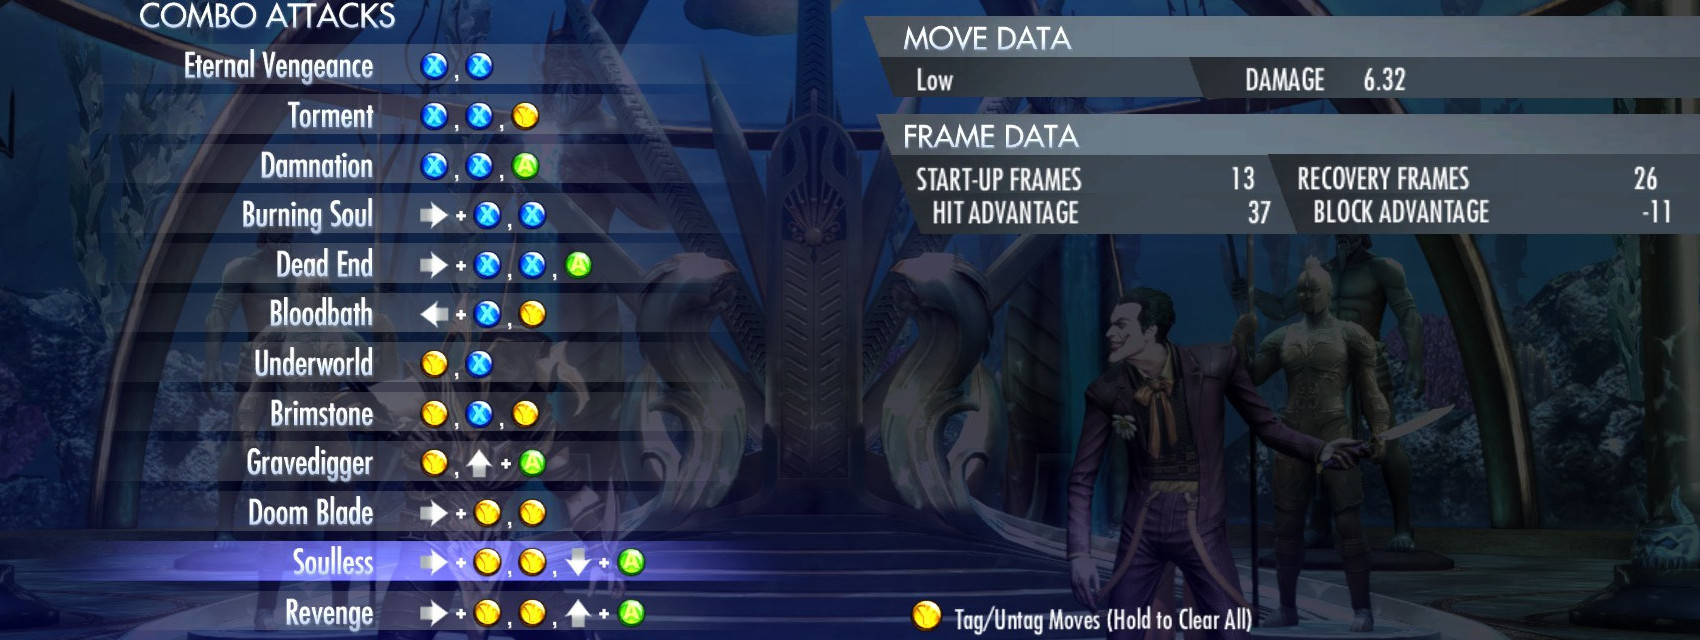 COMBO ATTACKS
Eternal Vengeance X , X
Torment X , X , Y
Damnation X , X , A
Burning Soul + X , X
Dead End + X , X , A
Bloodbath + X , Y
Underworld Y , X
Brimstone Y , X , Y
Gravedigger Y , + A
Doom Blade + Y , Y
Soulless + Y , Y , + A
Revenge + Y , Y , + A
MOVE DATA
Low DAMAGE 6.32
FRAME DATA
START-UP FRAMES 13 RECOVERY FRAMES 26
HIT ADVANTAGE 37 BLOCK ADVANTAGE -11
Y Tag/Untag Moves (Hold to Clear All)